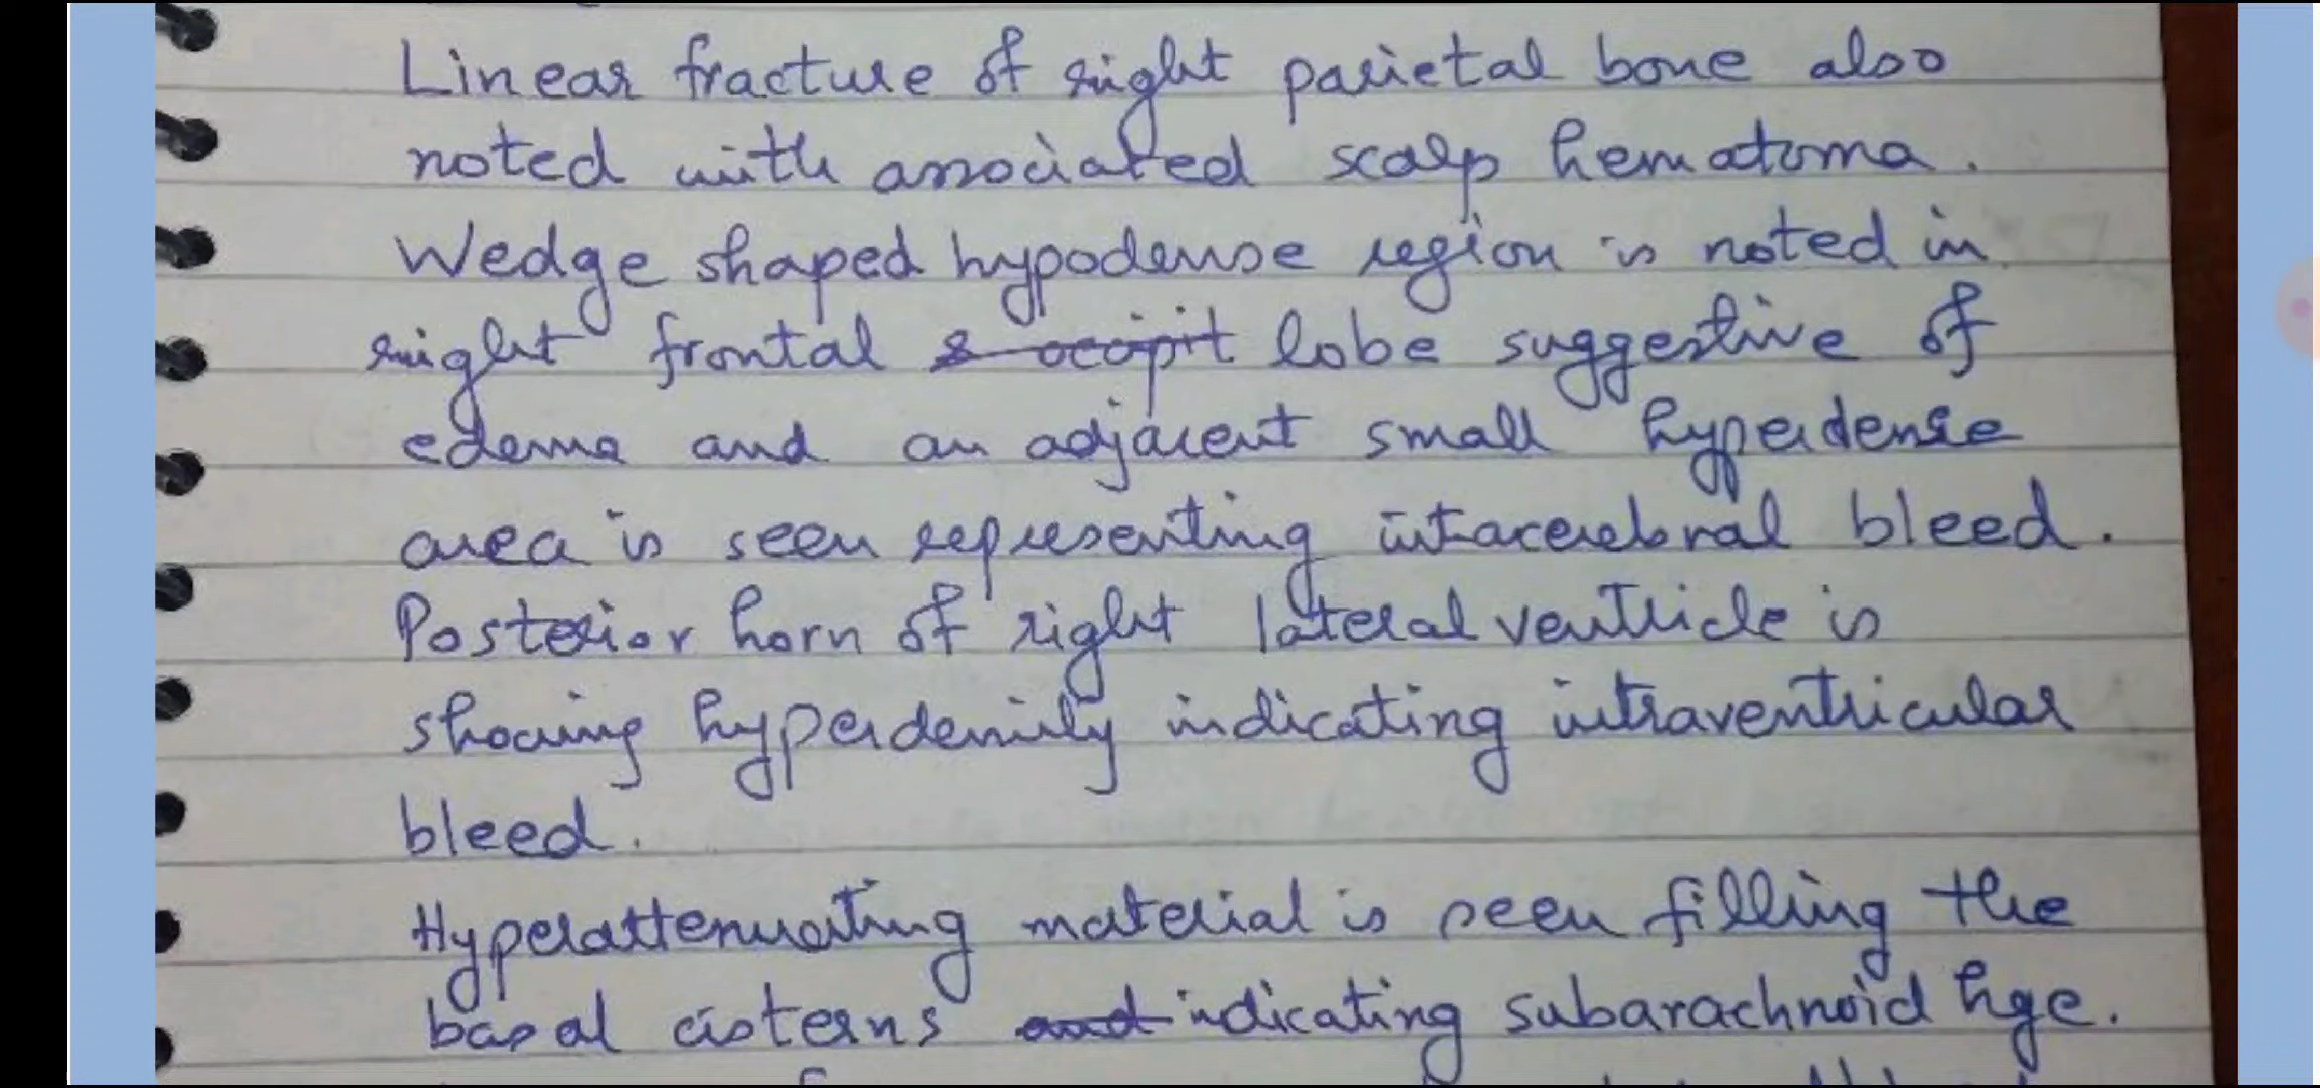 Linear fracture of right parietal bone also
noted with associated scalp hematoma.
Wedge shaped hypodense region is noted in
right frontal & occipit lobe suggestive of
edema and an adjacent small hyperdense
area is seen representing intacerebral bleed.
Posterior horn of right lateral ventricle is
showing hyperdensity indicating intraventricular
bleed.
Hyperattenuating material is seen filling the
basal cisterns and indicating subarachnoid hge.